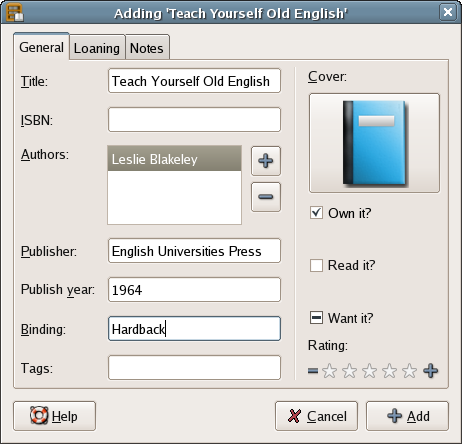 Adding 'Teach Yourself Old English'
General Loaning Notes
Title: Teach Yourself Old English
Cover:
ISBN:
Authors: Leslie Blakeley
Own it?
Publisher: English Universities Press
Read it?
Publish year: 1964
Binding: Hardback
Want it?
Rating:
Tags:
Help Cancel Add